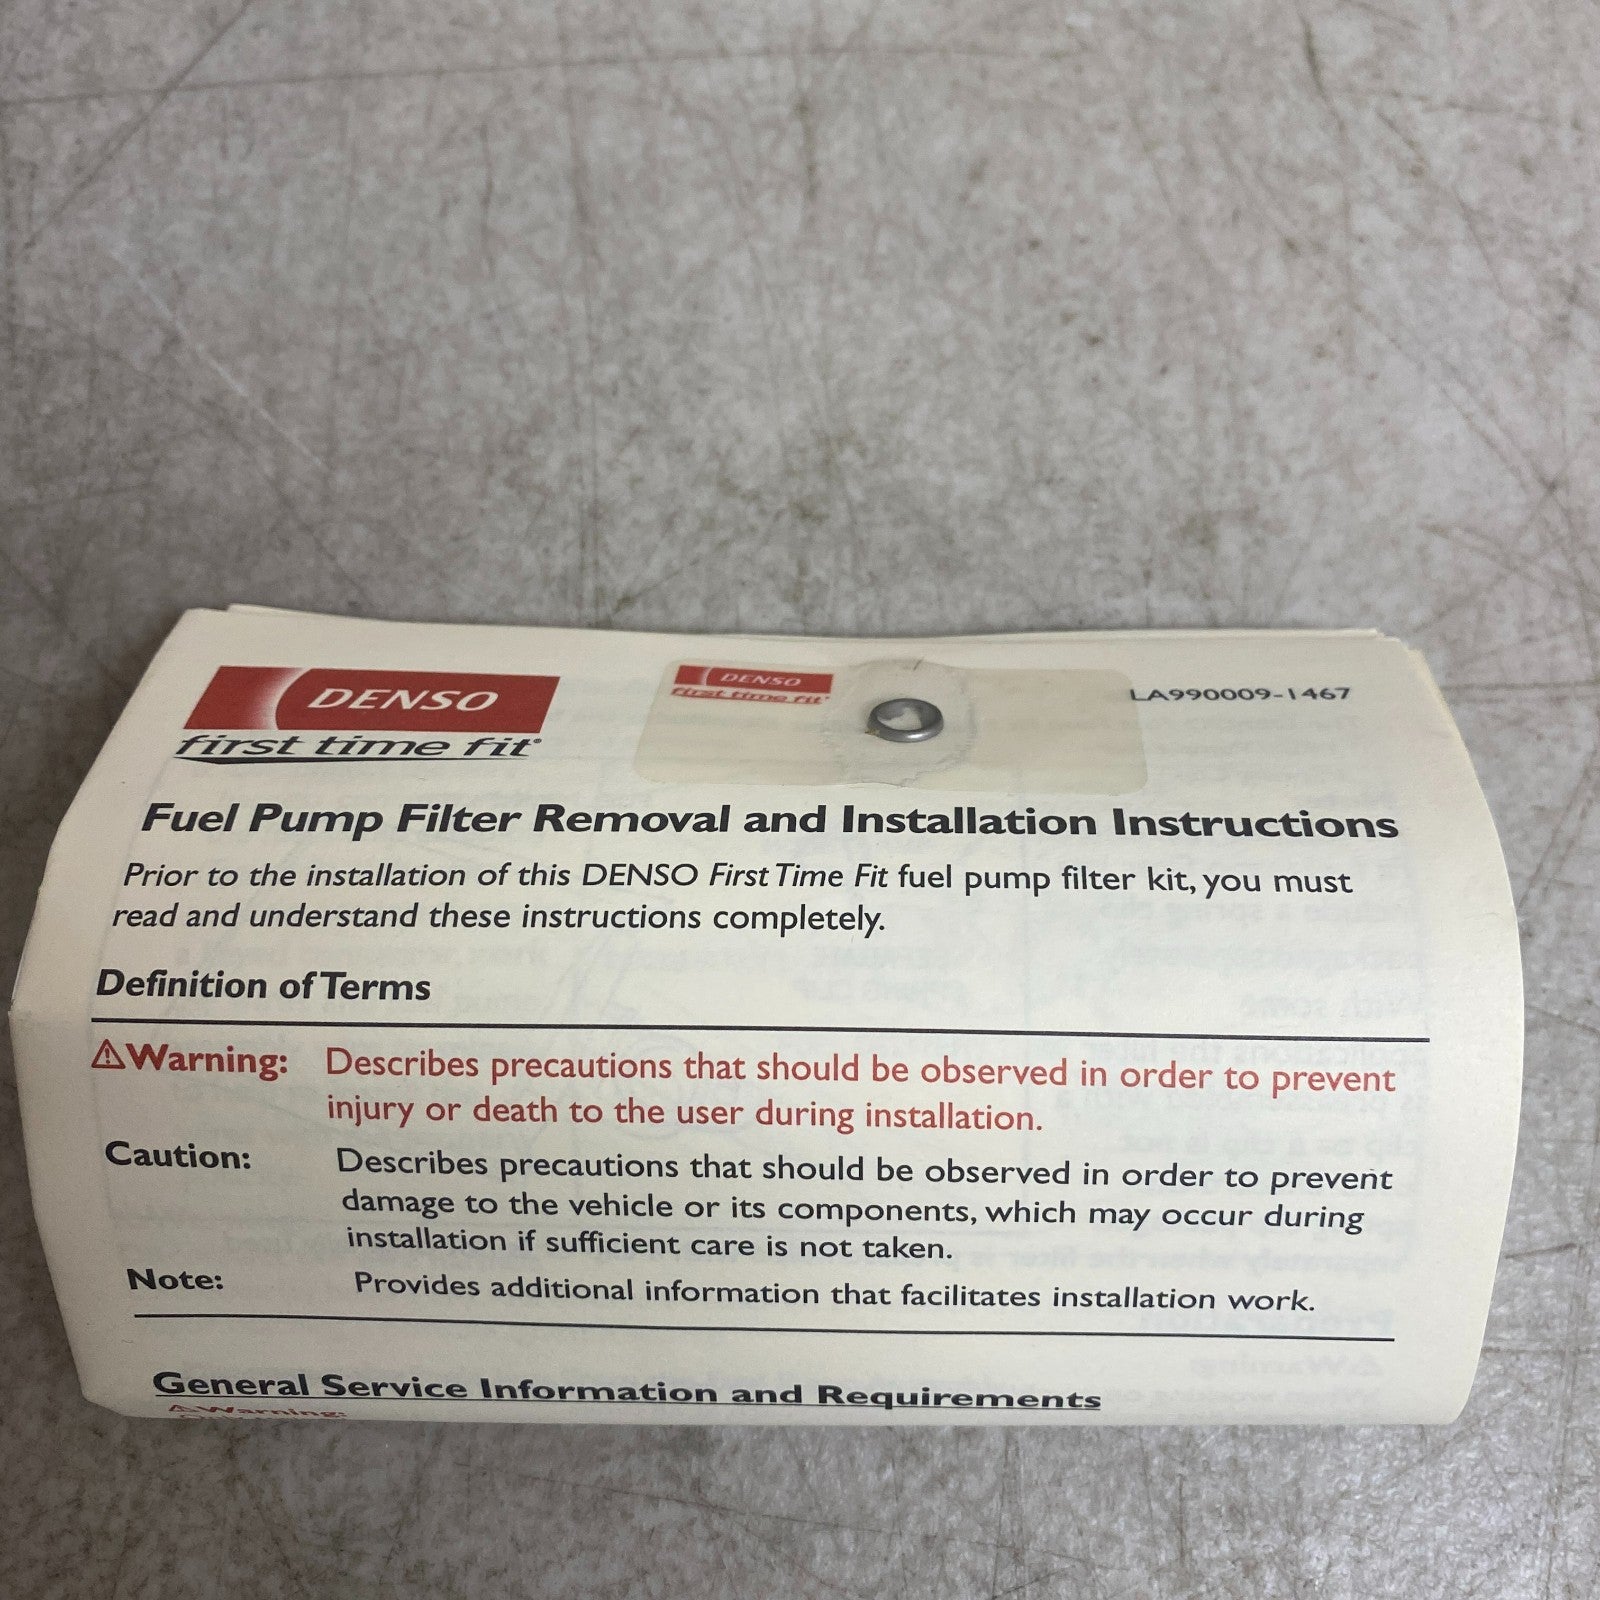 DENSO
first time fit®
DENSO
first time fit®
LA990009-1467
Fuel Pump Filter Removal and Installation Instructions
Prior to the installation of this DENSO First Time Fit fuel pump filter kit, you must
read and understand these instructions completely.
Definition of Terms
⚠Warning: Describes precautions that should be observed in order to prevent
injury or death to the user during installation.
Caution: Describes precautions that should be observed in order to prevent
damage to the vehicle or its components, which may occur during
installation if sufficient care is not taken.
Note: Provides additional information that facilitates installation work.
General Service Information and Requirements
⚠Warning: